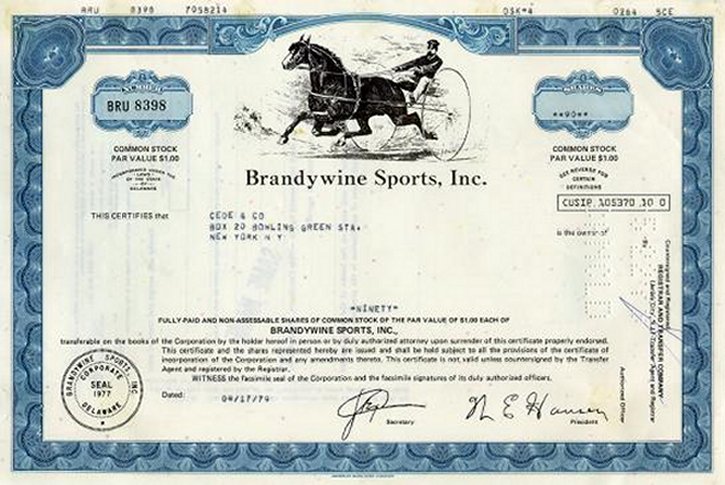 BRU 8398 7058214 OSK*4 0264 SCE
NUMBER
SHARES
BRU 8398
**90**
COMMON STOCK
PAR VALUE $1.00
COMMON STOCK
PAR VALUE $1.00
INCORPORATED UNDER THE
LAWS
OF THE STATE
OF
DELAWARE
SEE REVERSE FOR
CERTAIN
DEFINITIONS
Brandywine Sports, Inc.
CUSIP 105370 10 0
THIS CERTIFIES that
CEDE & CO
BOX 20 BOWLING GREEN STA.
NEW YORK N Y
is the owner of
*NINETY*
FULLY-PAID AND NON-ASSESSABLE SHARES OF COMMON STOCK OF THE PAR VALUE OF $1.00 EACH OF
BRANDYWINE SPORTS, INC.,
transferable on the books of the Corporation by the holder hereof in person or by duly authorized attorney upon surrender of this certificate properly endorsed.
This certificate and the shares represented hereby are issued and shall be held subject to all the provisions of the certificate of
incorporation of the Corporation and any amendments thereto. This certificate is not valid unless countersigned by the Transfer
Agent and registered by the Registrar.
WITNESS the facsimile seal of the Corporation and the facsimile signatures of its duly authorized officers.
Dated: 09/17/79
Secretary
President
BRANDYWINE SPORTS, INC.
CORPORATE
SEAL
1977
DELAWARE
Countersigned and Registered:
REGISTRAR AND TRANSFER COMPANY
Transfer Agent and Registrar
Authorized Officer